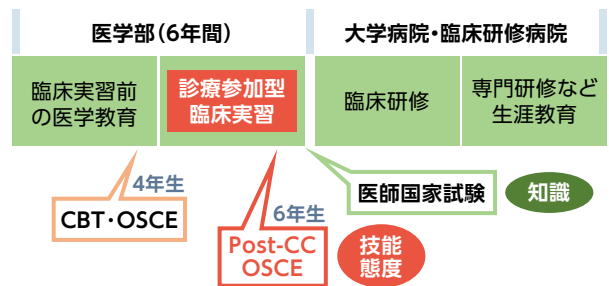 医学部（6年間）
大学病院・臨床研修病院
臨床実習前
の医学教育
診療参加型
臨床実習
臨床研修
専門研修など
生涯教育
4年生
CBT・OSCE
6年生
Post-CC
OSCE
技能
態度
医師国家試験
知識